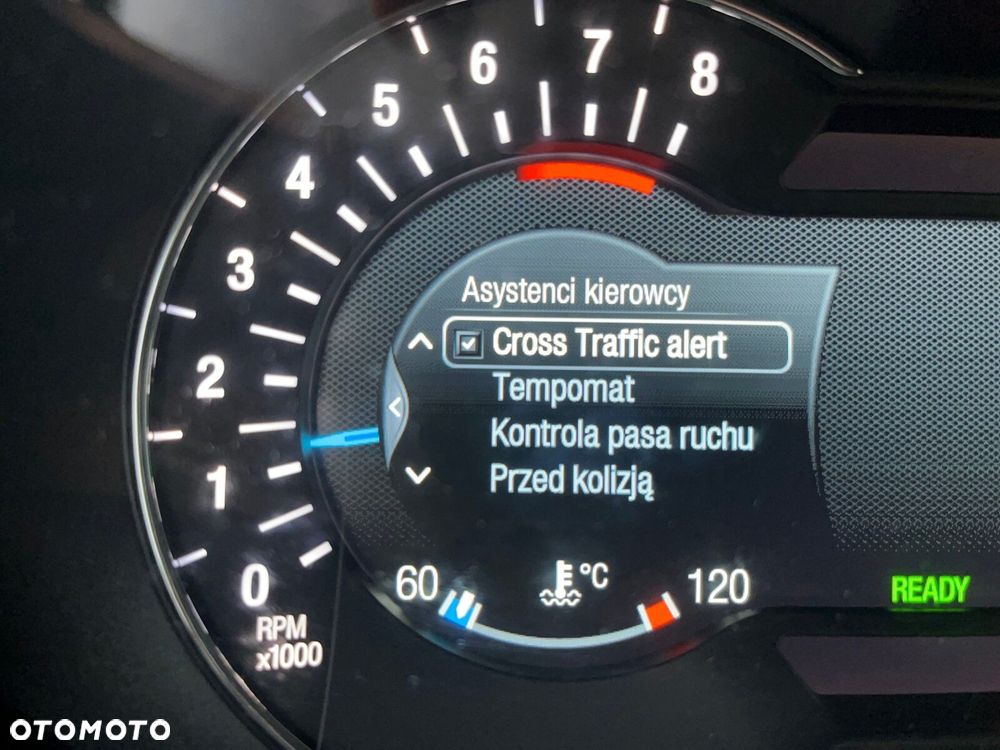 8
7
6
5
4
3
2
1
0
RPM
x1000
Asystenci kierowcy
Cross Traffic alert
Tempomat
Kontrola pasa ruchu
Przed kolizją
60 °C 120
READY
OTOMOTO